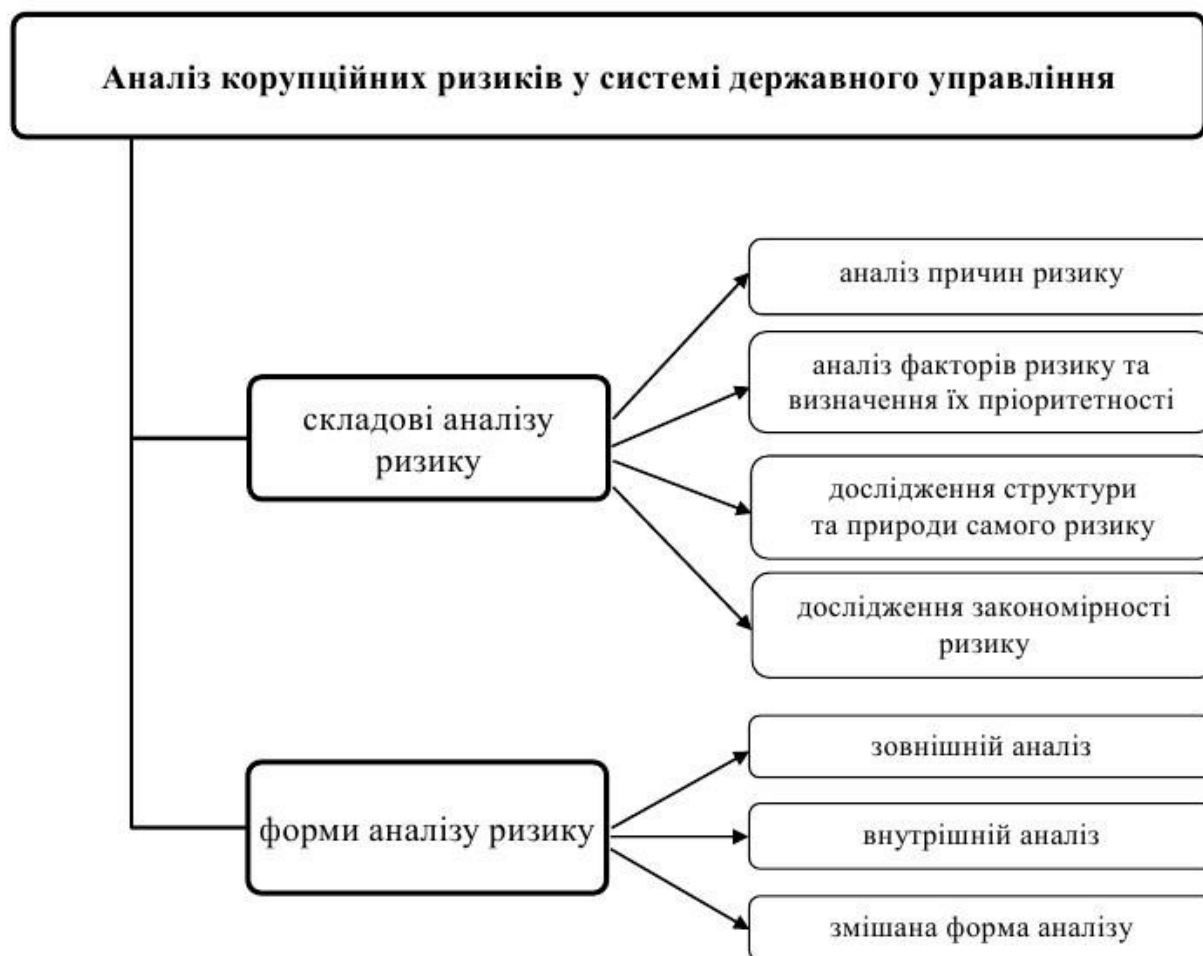 Аналіз корупційних ризиків у системі державного управління
аналіз причин ризику
аналіз факторів ризику та
визначення їх пріоритетності
складові аналізу
ризику
дослідження структури
та природи самого ризику
дослідження закономірності
ризику
зовнішній аналіз
форми аналізу ризику
внутрішній аналіз
змішана форма аналізу